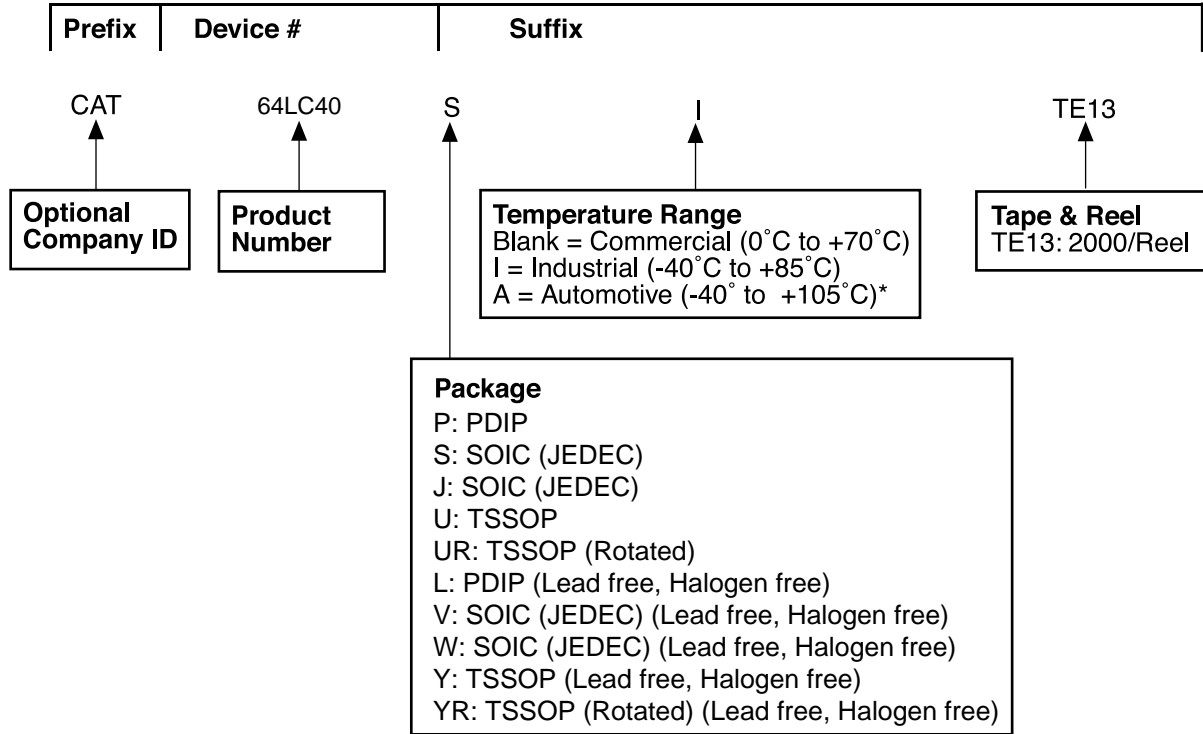 Prefix Device # Suffix
CAT 64LC40 S I TE13
Optional
Company ID
Product
Number
Temperature Range
Blank = Commercial (0˚C to +70˚C)
I = Industrial (-40˚C to +85˚C)
A = Automotive (-40˚ to +105˚C)*
Tape & Reel
TE13: 2000/Reel
Package
P: PDIP
S: SOIC (JEDEC)
J: SOIC (JEDEC)
U: TSSOP
UR: TSSOP (Rotated)
L: PDIP (Lead free, Halogen free)
V: SOIC (JEDEC) (Lead free, Halogen free)
W: SOIC (JEDEC) (Lead free, Halogen free)
Y: TSSOP (Lead free, Halogen free)
YR: TSSOP (Rotated) (Lead free, Halogen free)